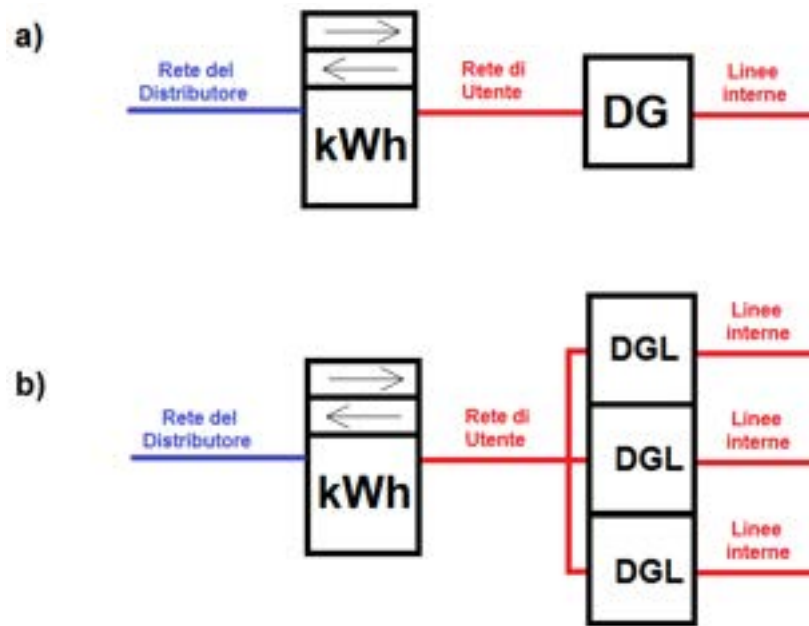 a)
Rete del
Distributore
kWh
Rete di
Utente
DG
Linee
interne
b)
Rete del
Distributore
kWh
Rete di
Utente
DGL
Linee
interne
DGL
Linee
interne
DGL
Linee
interne